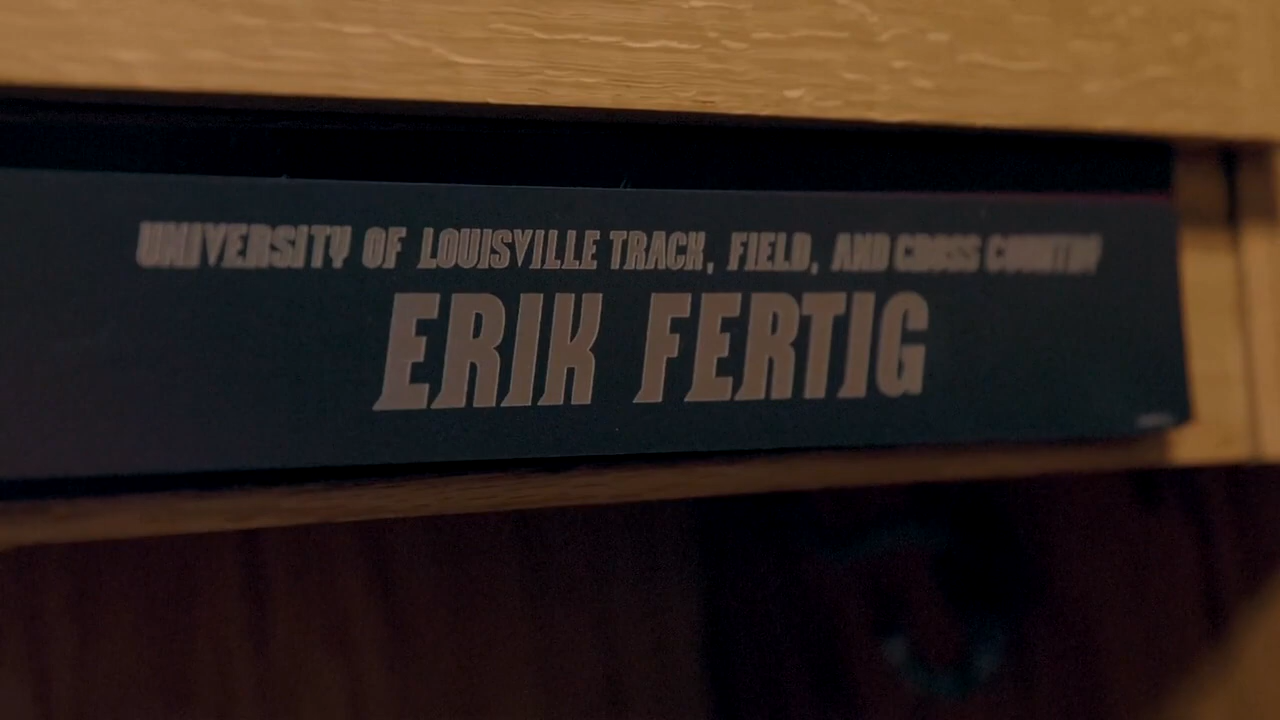 UNIVERSITY OF LOUISVILLE TRACK, FIELD, AND CROSS COUNTRY
ERIK FERTIG